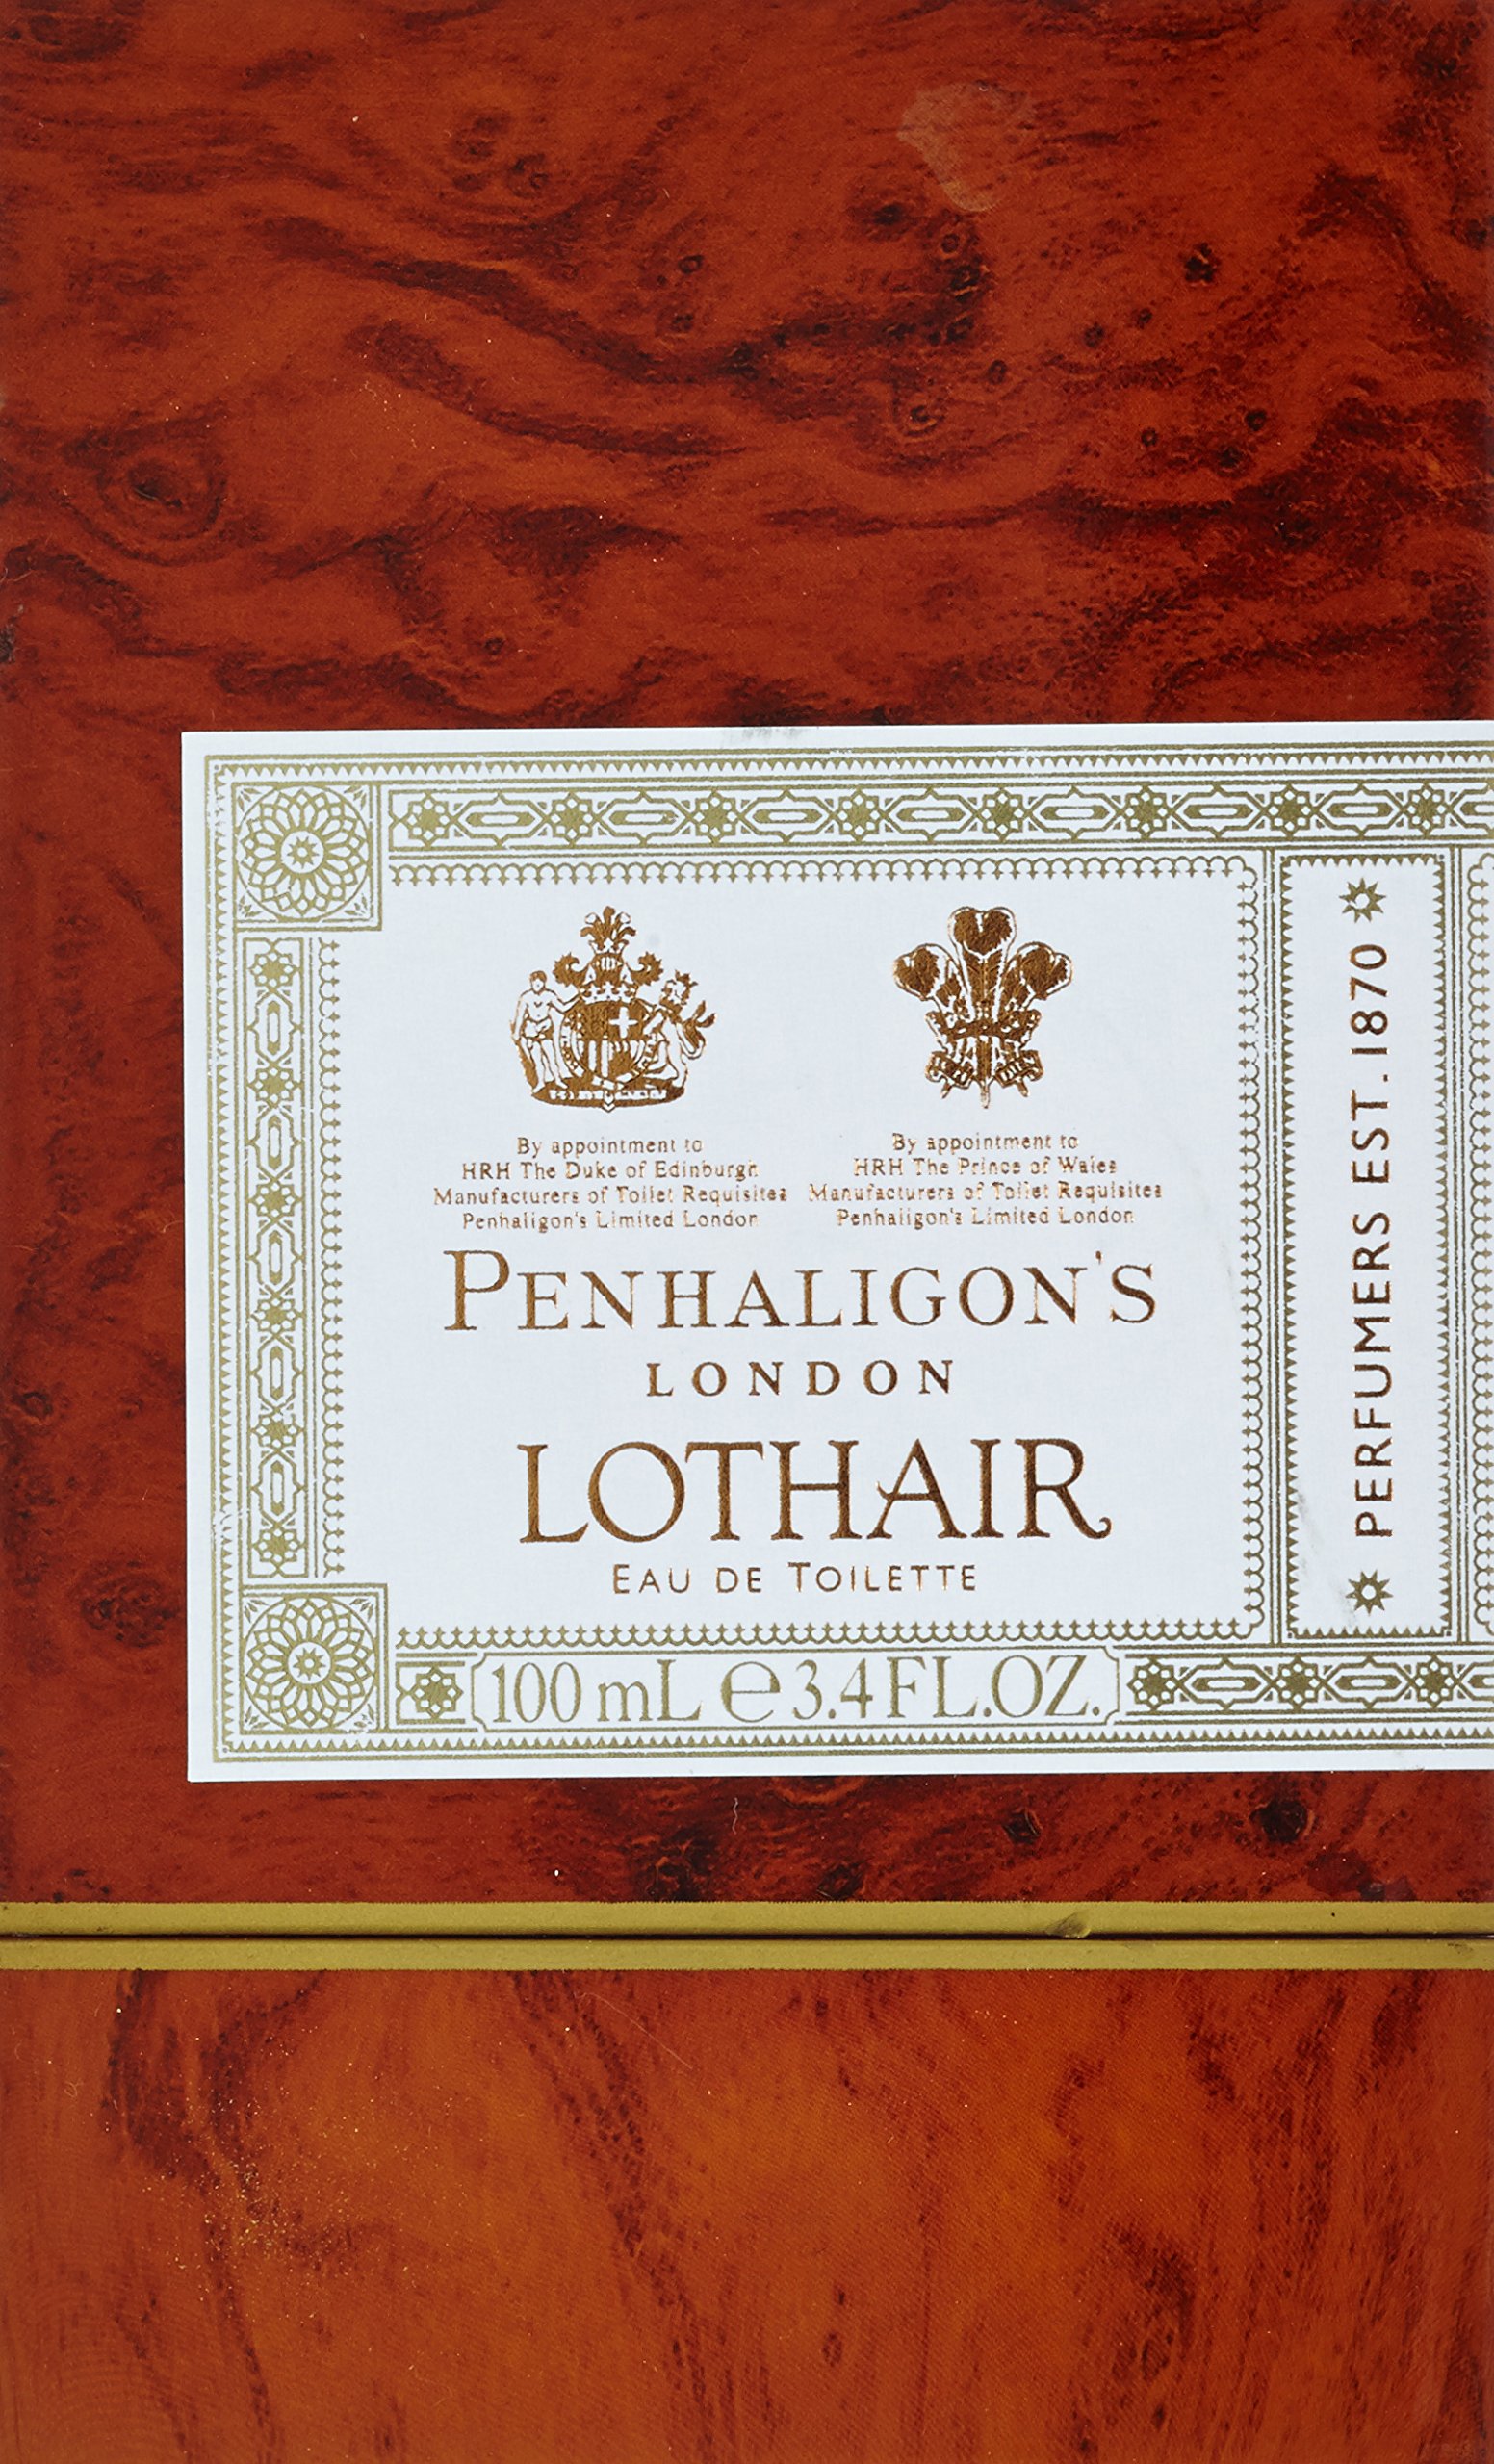 By appointment to
HRH The Duke of Edinburgh
Manufacturers of Toilet Requisites
Penhaligon's Limited London
By appointment to
HRH The Prince of Wales
Manufacturers of Toilet Requisites
Penhaligon's Limited London
PENHALIGON'S
LONDON
LOTHAIR
EAU DE TOILETTE
100 mL e 3.4 FL.OZ.
PERFUMERS EST. 1870